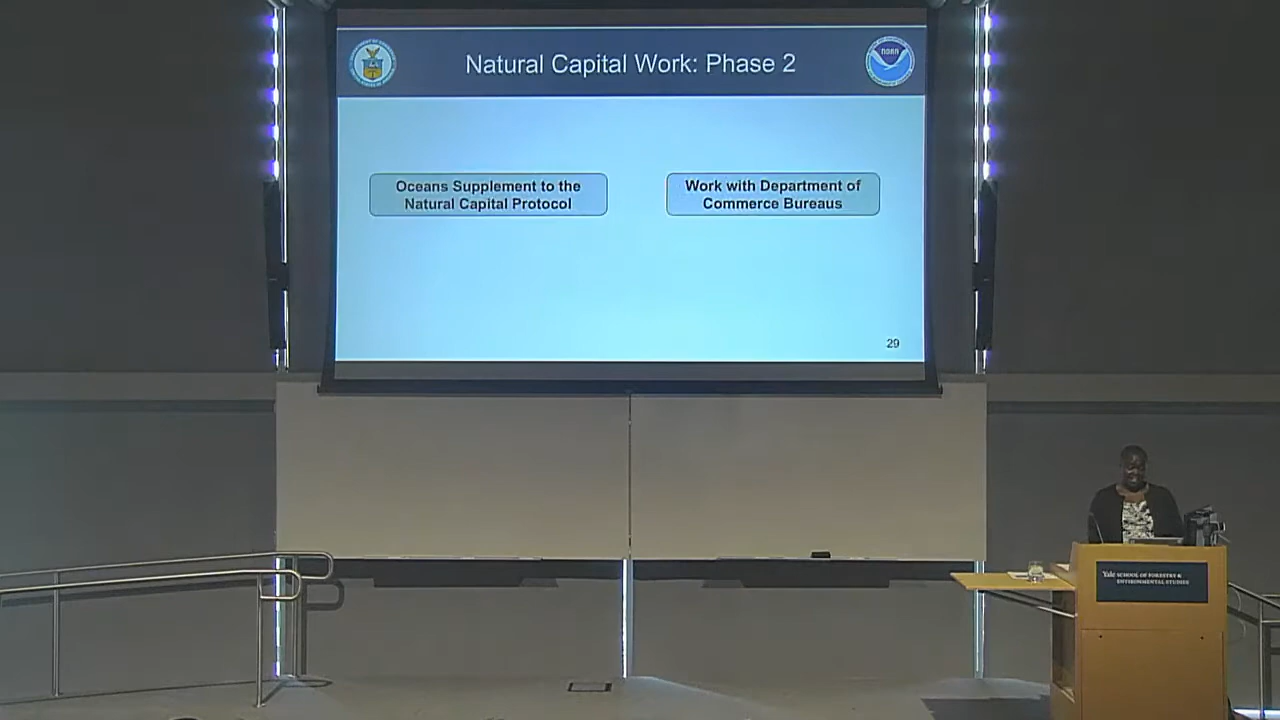 Natural Capital Work: Phase 2
NOAA
Oceans Supplement to the
Natural Capital Protocol
Work with Department of
Commerce Bureaus
29
Yale SCHOOL OF FORESTRY &
ENVIRONMENTAL STUDIES